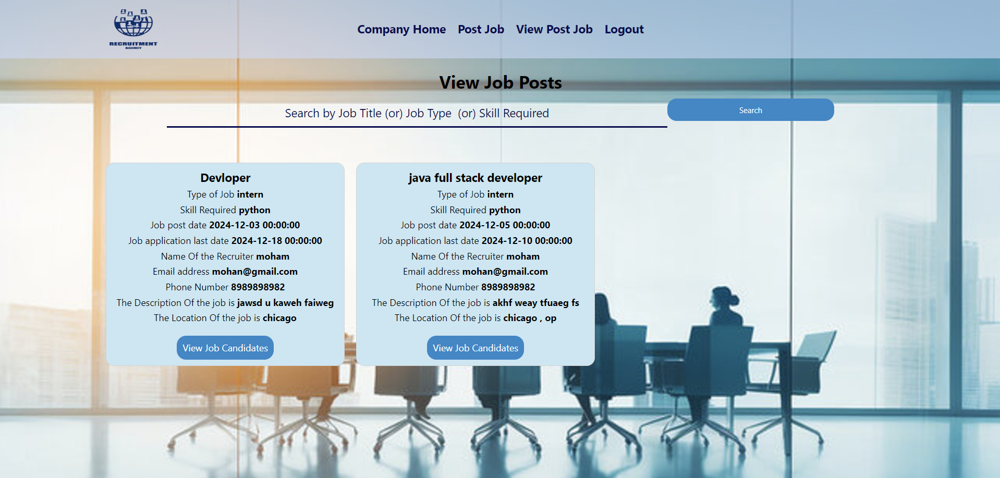 RECRUITMENT
AGENCY
Company Home Post Job View Post Job Logout
View Job Posts
Search by Job Title (or) Job Type (or) Skill Required
Search
Devloper
Type of Job intern
Skill Required python
Job post date 2024-12-03 00:00:00
Job application last date 2024-12-18 00:00:00
Name Of the Recruiter moham
Email address mohan@gmail.com
Phone Number 8989898982
The Description Of the job is jawsd u kaweh faiweg
The Location Of the job is chicago
View Job Candidates
java full stack developer
Type of Job intern
Skill Required python
Job post date 2024-12-05 00:00:00
Job application last date 2024-12-10 00:00:00
Name Of the Recruiter moham
Email address mohan@gmail.com
Phone Number 8989898982
The Description Of the job is akhf weay tfuaeg fs
The Location Of the job is chicago , op
View Job Candidates